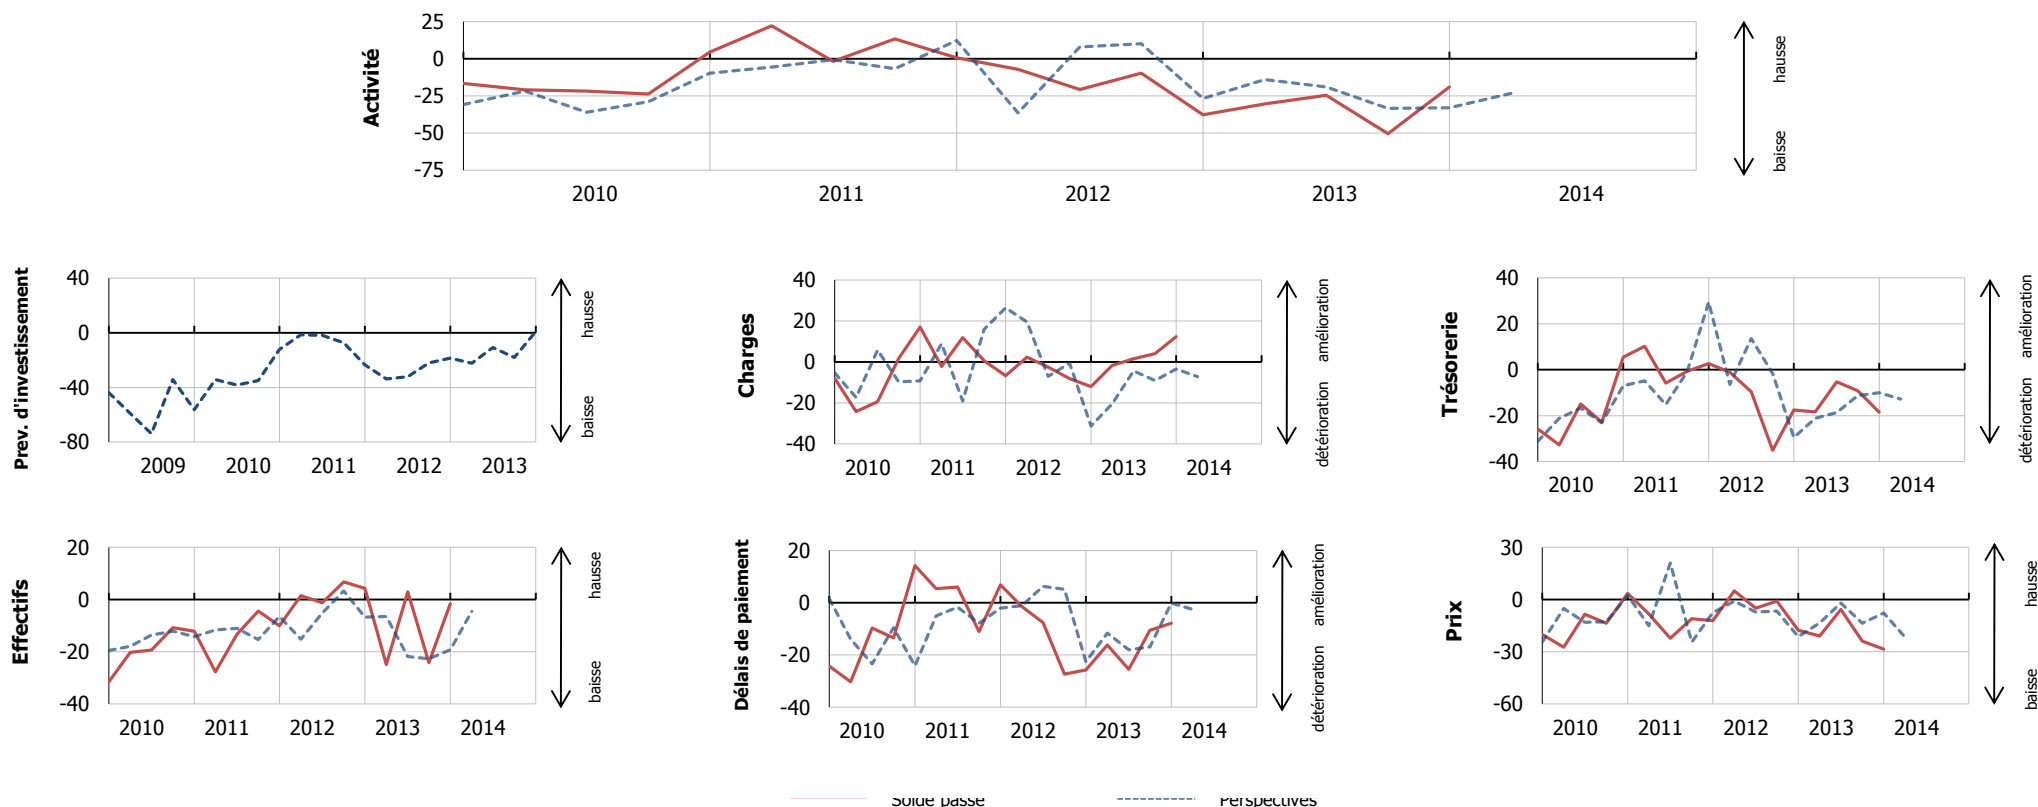 Activité
25
0
-25
-50
-75
2010 2011 2012 2013 2014
hausse
baisse
Prev. d'investissement
40
0
-40
-80
2009 2010 2011 2012 2013
hausse
baisse
Charges
40
20
0
-20
-40
2010 2011 2012 2013 2014
amélioration
détérioration
Trésorerie
40
20
0
-20
-40
2010 2011 2012 2013 2014
amélioration
détérioration
Effectifs
20
0
-20
-40
2010 2011 2012 2013 2014
hausse
baisse
Délais de paiement
20
0
-20
-40
2010 2011 2012 2013 2014
amélioration
détérioration
Prix
30
0
-30
-60
2010 2011 2012 2013 2014
hausse
baisse
Solde passé Perspectives